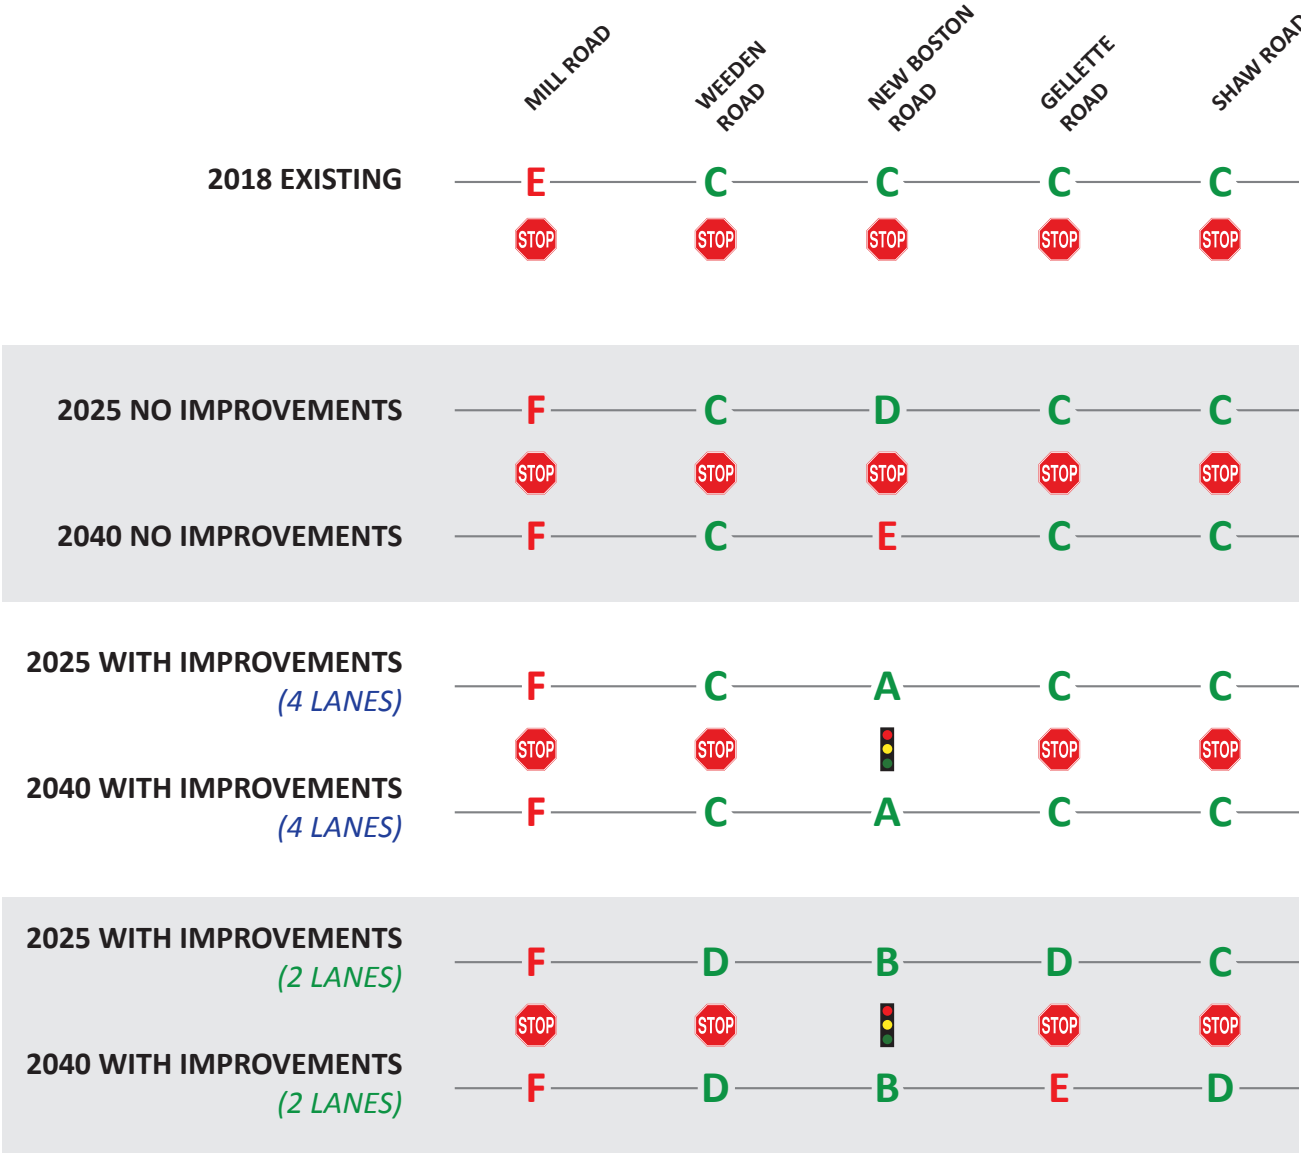 MILL ROAD
WEEDEN
ROAD
NEW BOSTON
ROAD
GELLETTE
ROAD
SHAW ROAD
2018 EXISTING
E C C C C
STOP STOP STOP STOP STOP
2025 NO IMPROVEMENTS
F C D C C
STOP STOP STOP STOP STOP
2040 NO IMPROVEMENTS
F C E C C
2025 WITH IMPROVEMENTS
(4 LANES)
F C A C C
STOP STOP STOP STOP
2040 WITH IMPROVEMENTS
(4 LANES)
F C A C C
2025 WITH IMPROVEMENTS
(2 LANES)
F D B D C
STOP STOP STOP STOP
2040 WITH IMPROVEMENTS
(2 LANES)
F D B E D